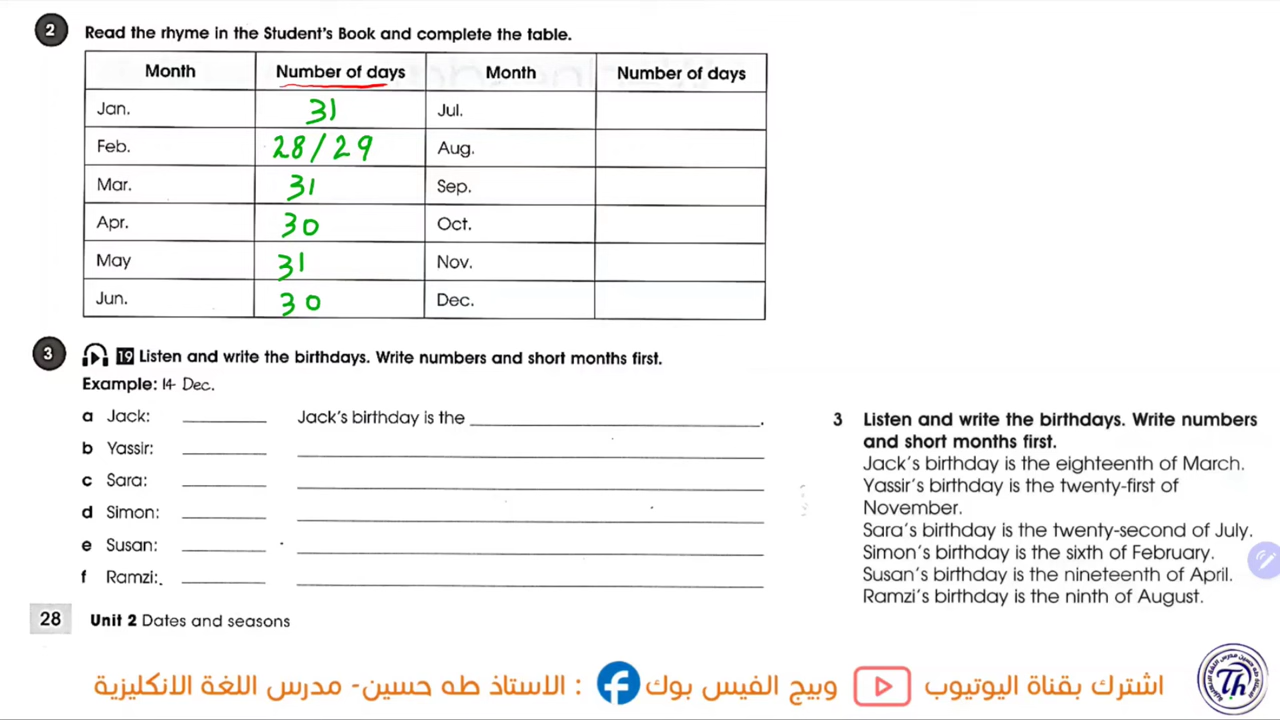 2 Read the rhyme in the Student's Book and complete the table.
Month Number of days Month Number of days
Jan. 31 Jul.
Feb. 28 / 29 Aug.
Mar. 31 Sep.
Apr. 30 Oct.
May 31 Nov.
Jun. 30 Dec.
3 19 Listen and write the birthdays. Write numbers and short months first.
Example: 14 Dec.
a Jack: Jack's birthday is the .
b Yassir:
c Sara:
d Simon:
e Susan:
f Ramzi:
3 Listen and write the birthdays. Write numbers
and short months first.
Jack's birthday is the eighteenth of March.
Yassir's birthday is the twenty-first of
November.
Sara's birthday is the twenty-second of July.
Simon's birthday is the sixth of February.
Susan's birthday is the nineteenth of April.
Ramzi's birthday is the ninth of August.
28 Unit 2 Dates and seasons
اشترك بقناة اليوتيوب وبيج الفيس بوك : الاستاذ طه حسين- مدرس اللغة الانكليزية
Th